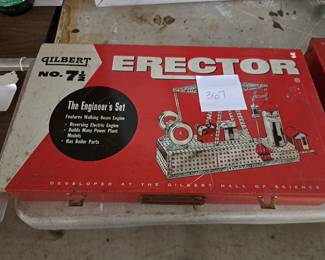 GILBERT
NO. 7½
ERECTOR
367
The Engineer's Set
Features Walking Beam Engine
• Reversing Electric Engine
• Builds Many Power Plant
Models
• Has Boiler Parts
DEVELOPED AT THE GILBERT HALL OF SCIENCE